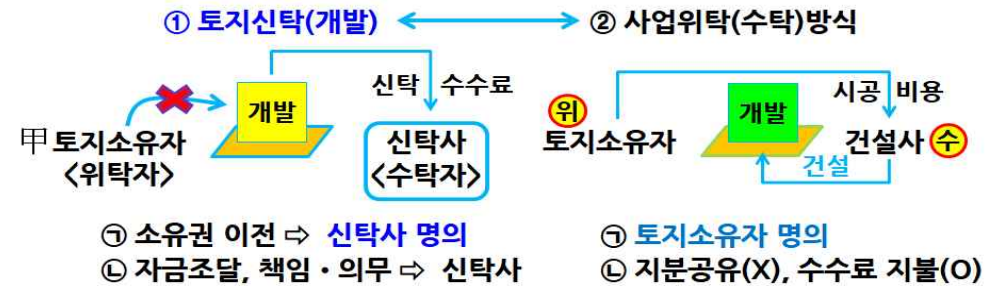 ① 토지신탁(개발) ② 사업위탁(수탁)방식
신탁 수수료
개발
甲 토지소유자
<위탁자>
신탁사
<수탁자>
㉠ 소유권 이전 ⇨ 신탁사 명의
㉡ 자금조달, 책임・의무 ⇨ 신탁사
시공 비용
위
토지소유자
개발
건설사 수
건설
㉠ 토지소유자 명의
㉡ 지분공유(X), 수수료 지불(O)